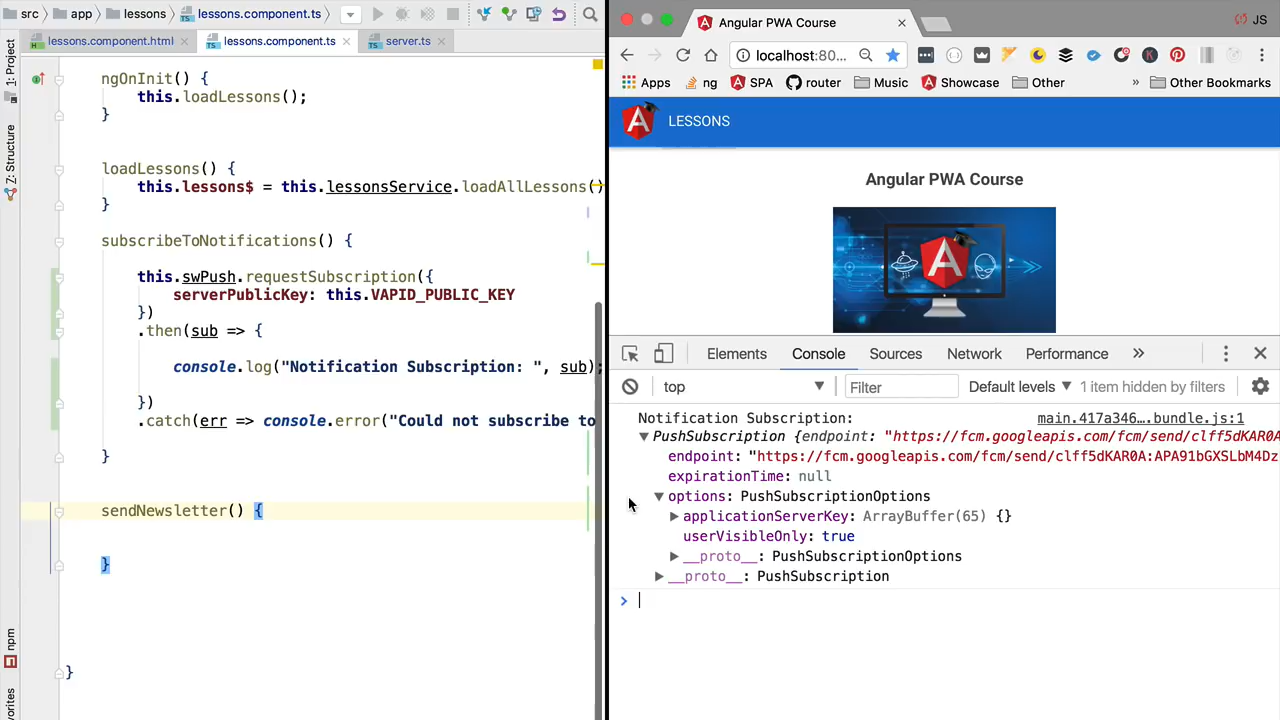 src
app
lessons
lessons.component.ts
lessons.component.html
lessons.component.ts
server.ts
1: Project
Z: Structure
npm
ngOnInit() {
this.loadLessons();
}
loadLessons() {
this.lessons$ = this.lessonsService.loadAllLessons()
}
subscribeToNotifications() {
this.swPush.requestSubscription({
serverPublicKey: this.VAPID_PUBLIC_KEY
})
.then(sub => {
console.log("Notification Subscription: ", sub);
})
.catch(err => console.error("Could not subscribe to
}
sendNewsletter() {
}
}
Angular PWA Course
JS
localhost:80...
Apps
ng
SPA
router
Music
Showcase
Other
»
Other Bookmarks
LESSONS
Angular PWA Course
Elements
Console
Sources
Network
Performance
»
top
Filter
Default levels
1 item hidden by filters
Notification Subscription:
main.417a346….bundle.js:1
PushSubscription {endpoint: "https://fcm.googleapis.com/fcm/send/clff5dKAR0A
endpoint: "https://fcm.googleapis.com/fcm/send/clff5dKAR0A:APA91bGXSLbM4Dz
expirationTime: null
options: PushSubscriptionOptions
applicationServerKey: ArrayBuffer(65) {}
userVisibleOnly: true
__proto__: PushSubscriptionOptions
__proto__: PushSubscription